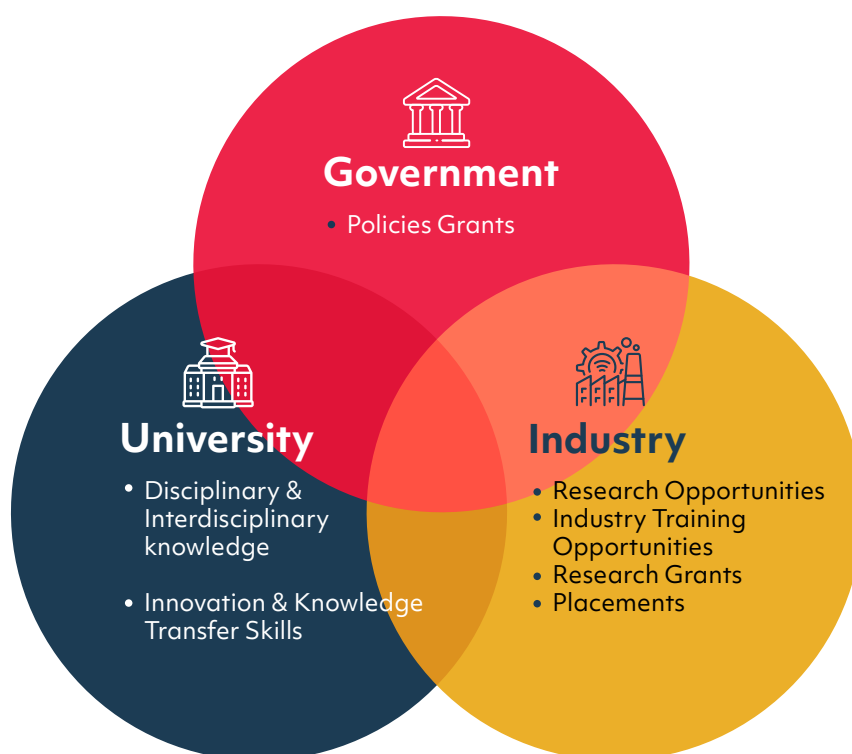 Government
• Policies Grants
University
• Disciplinary &
Interdisciplinary
knowledge
• Innovation & Knowledge
Transfer Skills
Industry
• Research Opportunities
• Industry Training
Opportunities
• Research Grants
• Placements